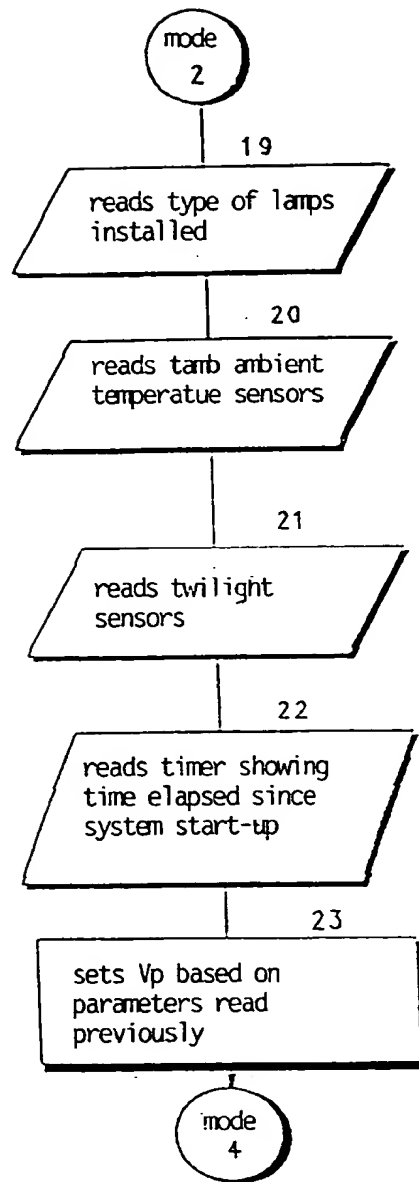 mode
2
19
reads type of lamps
installed
20
reads tamb ambient
temperatue sensors
21
reads twilight
sensors
22
reads timer showing
time elapsed since
system start-up
23
sets Vp based on
parameters read
previously
mode
4